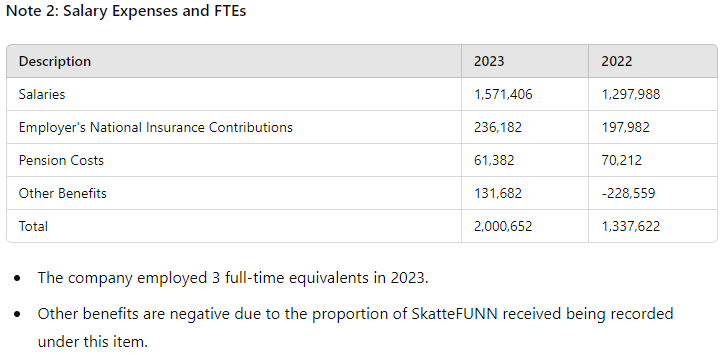 Note 2: Salary Expenses and FTEs
Description 2023 2022
Salaries 1,571,406 1,297,988
Employer's National Insurance Contributions 236,182 197,982
Pension Costs 61,382 70,212
Other Benefits 131,682 -228,559
Total 2,000,652 1,337,622
• The company employed 3 full-time equivalents in 2023.
• Other benefits are negative due to the proportion of SkatteFUNN received being recorded
under this item.